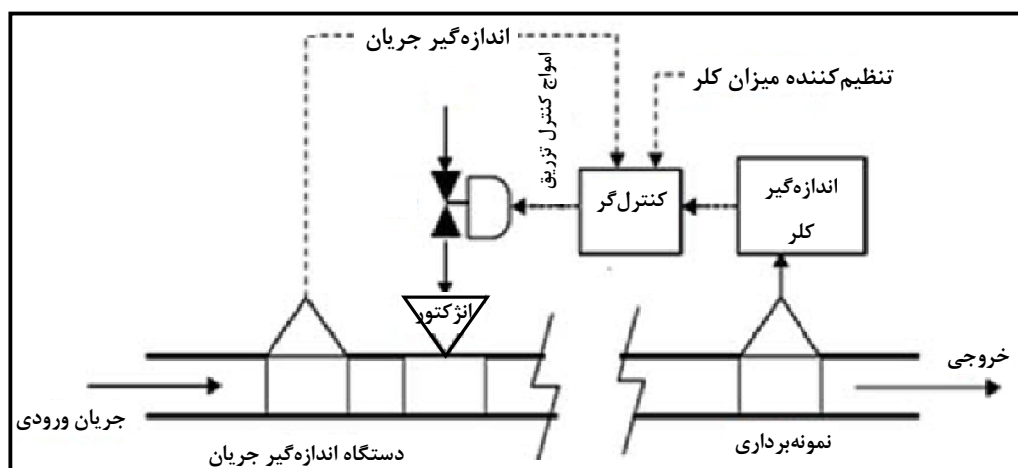 اندازه‌گیر جریان
تنظیم‌کننده میزان کلر
امواج کنترل تزریق
کنترل‌گر
اندازه‌گیر
کلر
انژکتور
خروجی
جریان ورودی
نمونه‌برداری
دستگاه اندازه‌گیر جریان